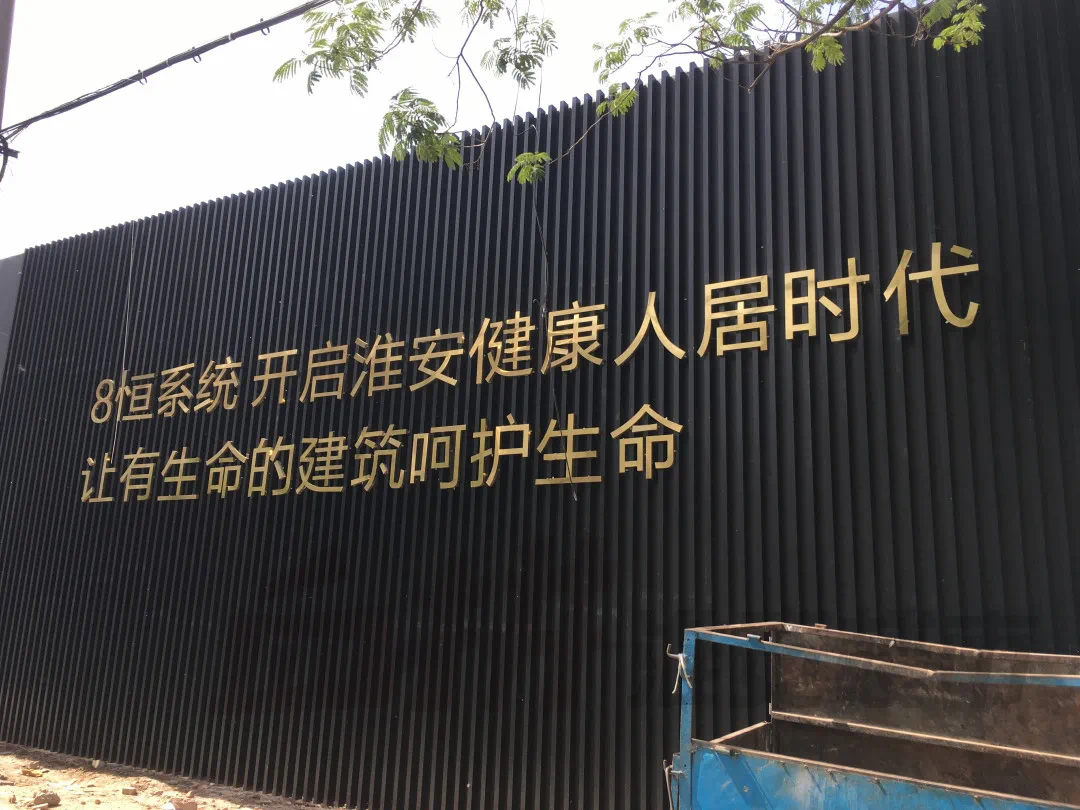 8恒系统 开启淮安健康人居时代
让有生命的建筑呵护生命